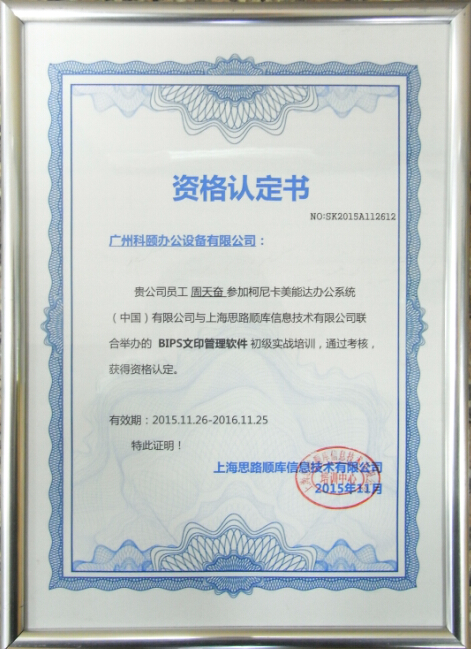 资格认定书
NO:SK2015A112612
广州科颐办公设备有限公司：
贵公司员工 周天奋 参加柯尼卡美能达办公系统
（中国）有限公司与上海思路顺库信息技术有限公司联
合举办的 BIPS文印管理软件 初级实战培训，通过考核，
获得资格认定。
有效期：2015.11.26-2016.11.25
特此证明！
上海思路顺库信息技术有限公司
培训中心
2015年11月